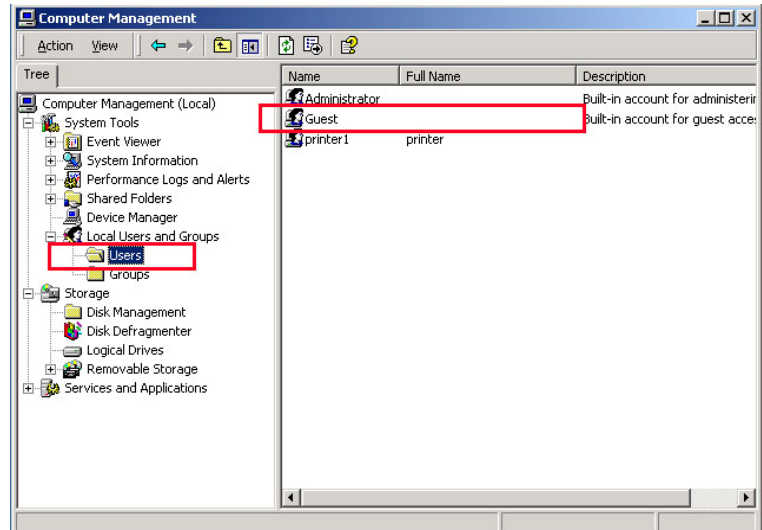 Computer Management
Action View
Tree
Computer Management (Local)
System Tools
Event Viewer
System Information
Performance Logs and Alerts
Shared Folders
Device Manager
Local Users and Groups
Users
Groups
Storage
Disk Management
Disk Defragmenter
Logical Drives
Removable Storage
Services and Applications
Name Full Name Description
Administrator Built-in account for administerin
Guest Built-in account for guest acce
printer1 printer